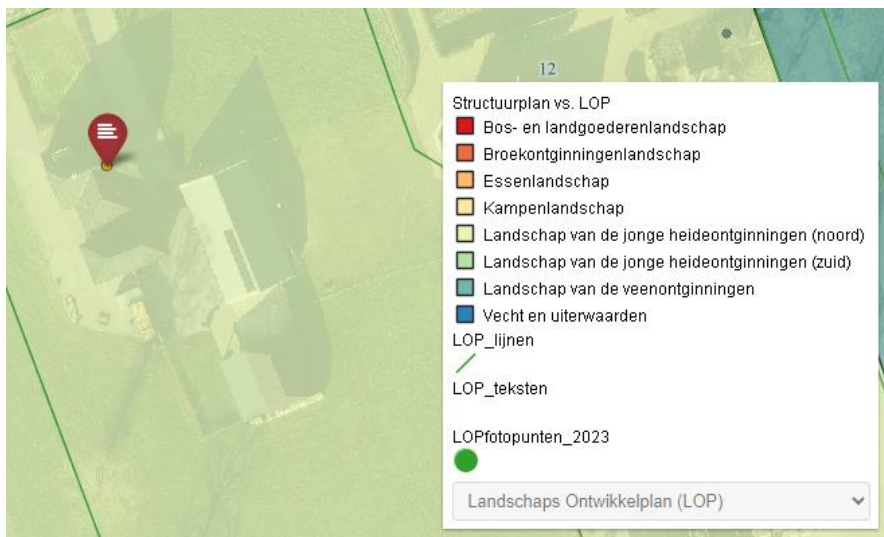 12
Structuurplan vs. LOP
Bos- en landgoederenlandschap
Broekontginningenlandschap
Essenlandschap
Kampenlandschap
Landschap van de jonge heideontginningen (noord)
Landschap van de jonge heideontginningen (zuid)
Landschap van de veenontginningen
Vecht en uiterwaarden
LOP_lijnen
LOP_teksten
LOPfotopunten_2023
Landschaps Ontwikkelplan (LOP)